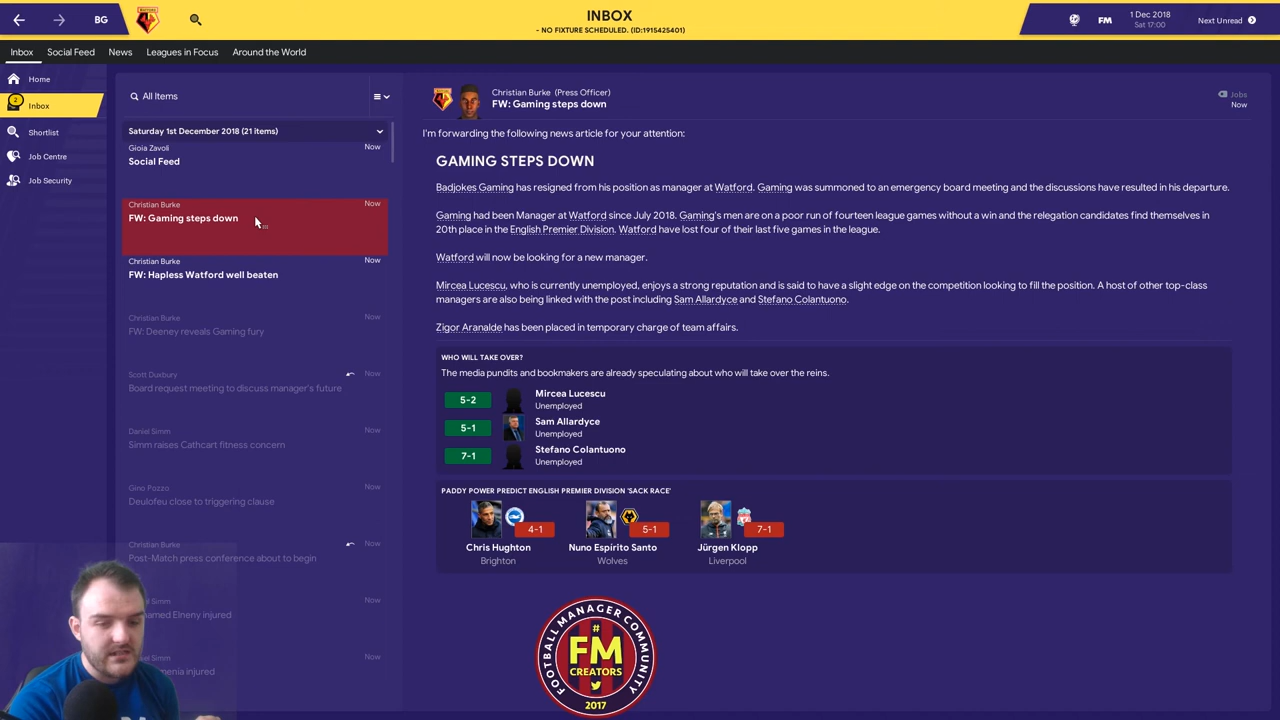 BG
INBOX
- NO FIXTURE SCHEDULED. (ID:1915425401)
FM
1 Dec 2018
Sat 17:00
Next Unread
Inbox
Social Feed
News
Leagues in Focus
Around the World
Home
2
Inbox
Shortlist
Job Centre
Job Security
All Items
Saturday 1st December 2018 (21 items)
Gioia Zavoli
Now
Social Feed
Christian Burke
Now
FW: Gaming steps down
Christian Burke
Now
FW: Hapless Watford well beaten
Christian Burke
Now
FW: Deeney reveals Gaming fury
Scott Duxbury
Now
Board request meeting to discuss manager's future
Daniel Simm
Now
Simm raises Cathcart fitness concern
Gino Pozzo
Now
Deulofeu close to triggering clause
Christian Burke
Now
Post-Match press conference about to begin
Simm
Now
Elneny injured
Simm
Now
injured
Christian Burke (Press Officer)
FW: Gaming steps down
Jobs
Now
I'm forwarding the following news article for your attention:
GAMING STEPS DOWN
Badjokes Gaming has resigned from his position as manager at Watford. Gaming was summoned to an emergency board meeting and the discussions have resulted in his departure.
Gaming had been Manager at Watford since July 2018. Gaming's men are on a poor run of fourteen league games without a win and the relegation candidates find themselves in
20th place in the English Premier Division. Watford have lost four of their last five games in the league.
Watford will now be looking for a new manager.
Mircea Lucescu, who is currently unemployed, enjoys a strong reputation and is said to have a slight edge on the competition looking to fill the position. A host of other top-class
managers are also being linked with the post including Sam Allardyce and Stefano Colantuono.
Zigor Aranalde has been placed in temporary charge of team affairs.
WHO WILL TAKE OVER?
The media pundits and bookmakers are already speculating about who will take over the reins.
5-2
Mircea Lucescu
Unemployed
5-1
Sam Allardyce
Unemployed
7-1
Stefano Colantuono
Unemployed
PADDY POWER PREDICT ENGLISH PREMIER DIVISION 'SACK RACE'
4-1
5-1
7-1
Chris Hughton
Nuno Espírito Santo
Jürgen Klopp
Brighton
Wolves
Liverpool
FOOTBALL MANAGER COMMUNITY
#
FM
CREATORS
2017